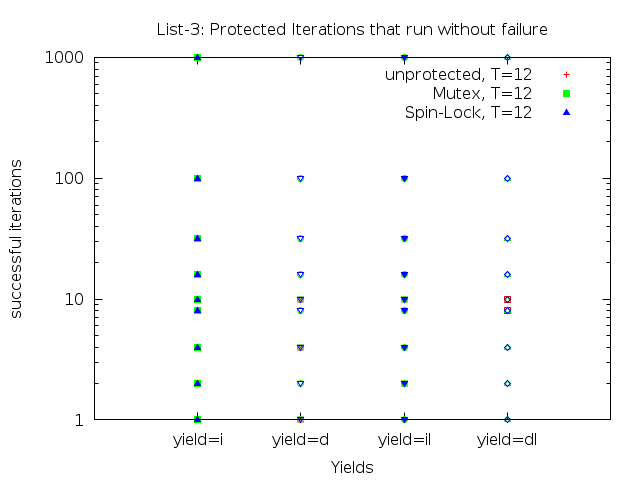 List-3: Protected Iterations that run without failure
1000
100
10
1
successful iterations
unprotected, T=12
Mutex, T=12
Spin-Lock, T=12
yield=i
yield=d
yield=il
yield=dl
Yields